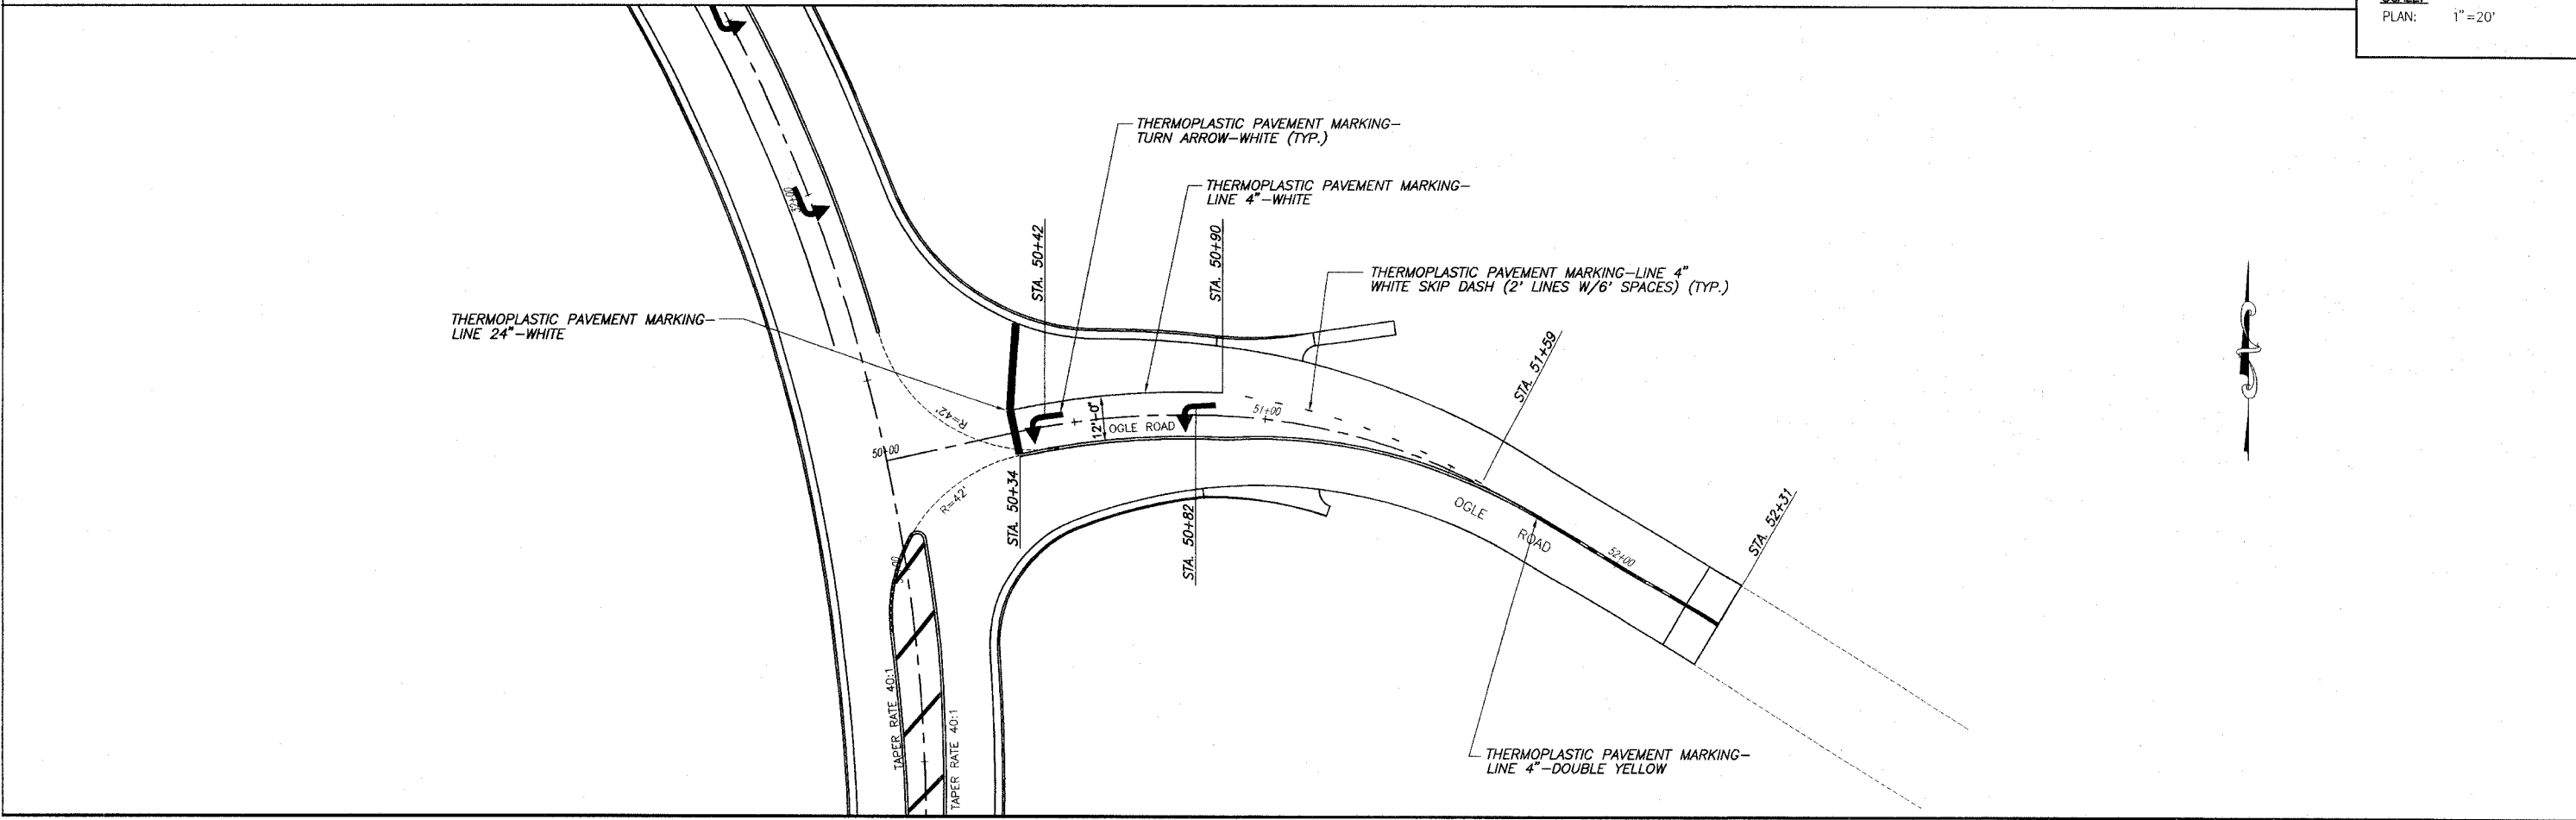 PLAN: 1"=20'
THERMOPLASTIC PAVEMENT MARKING-
TURN ARROW-WHITE (TYP.)
THERMOPLASTIC PAVEMENT MARKING-
LINE 4"-WHITE
32+00
STA. 50+42
STA. 50+90
THERMOPLASTIC PAVEMENT MARKING-LINE 4"
WHITE SKIP DASH (2' LINES W/6' SPACES) (TYP.)
THERMOPLASTIC PAVEMENT MARKING-
LINE 24"-WHITE
STA. 51+59
R=42'
12'-0"
OGLE ROAD
51+00
50+00
R=42'
STA. 50+34
STA. 50+82
OGLE
ROAD
52+00
STA. 52+31
TAPER RATE 40:1
TAPER RATE 40:1
THERMOPLASTIC PAVEMENT MARKING-
LINE 4"-DOUBLE YELLOW